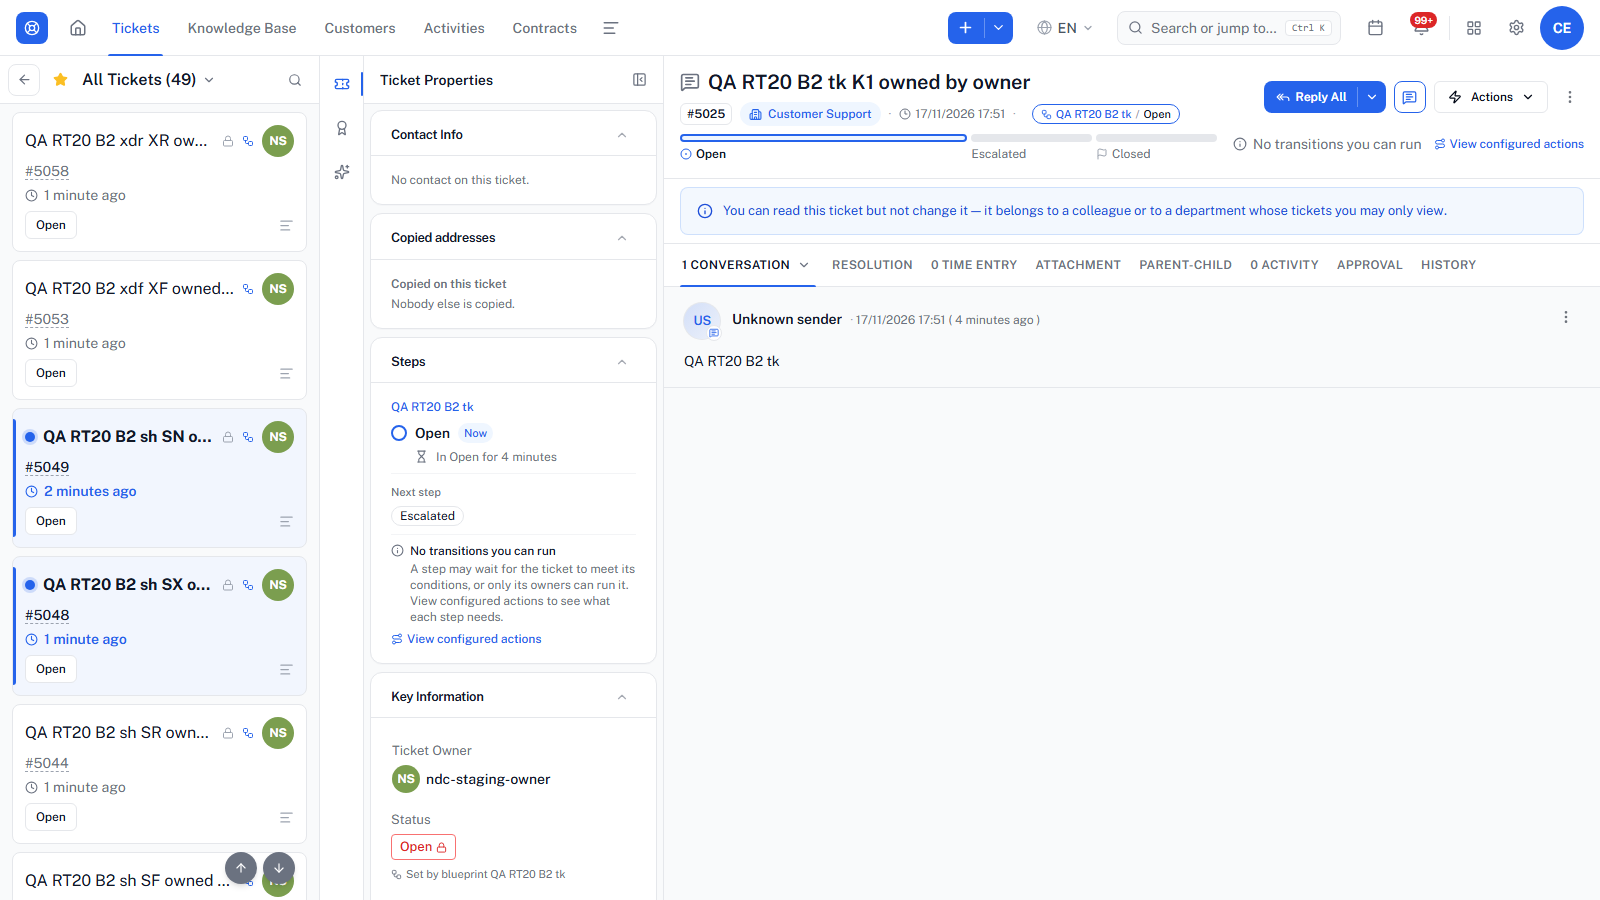 Tickets
Knowledge Base
Customers
Activities
Contracts
EN
Search or jump to...
Ctrl K
99+
CE
All Tickets (49)
QA RT20 B2 xdr XR ow...
NS
#5058
1 minute ago
Open
QA RT20 B2 xdf XF owned...
NS
#5053
1 minute ago
Open
QA RT20 B2 sh SN o...
NS
#5049
2 minutes ago
Open
QA RT20 B2 sh SX o...
NS
#5048
1 minute ago
Open
QA RT20 B2 sh SR own...
NS
#5044
1 minute ago
Open
QA RT20 B2 sh SF owned ...
Ticket Properties
Contact Info
No contact on this ticket.
Copied addresses
Copied on this ticket
Nobody else is copied.
Steps
QA RT20 B2 tk
Open Now
In Open for 4 minutes
Next step
Escalated
No transitions you can run
A step may wait for the ticket to meet its
conditions, or only its owners can run it.
View configured actions to see what
each step needs.
View configured actions
Key Information
Ticket Owner
NS ndc-staging-owner
Status
Open
Set by blueprint QA RT20 B2 tk
QA RT20 B2 tk K1 owned by owner
#5025
Customer Support
· 17/11/2026 17:51 ·
QA RT20 B2 tk / Open
Reply All
Actions
Open
Escalated
Closed
No transitions you can run
View configured actions
You can read this ticket but not change it — it belongs to a colleague or to a department whose tickets you may only view.
1 CONVERSATION
RESOLUTION
0 TIME ENTRY
ATTACHMENT
PARENT-CHILD
0 ACTIVITY
APPROVAL
HISTORY
US
Unknown sender · 17/11/2026 17:51 ( 4 minutes ago )
QA RT20 B2 tk